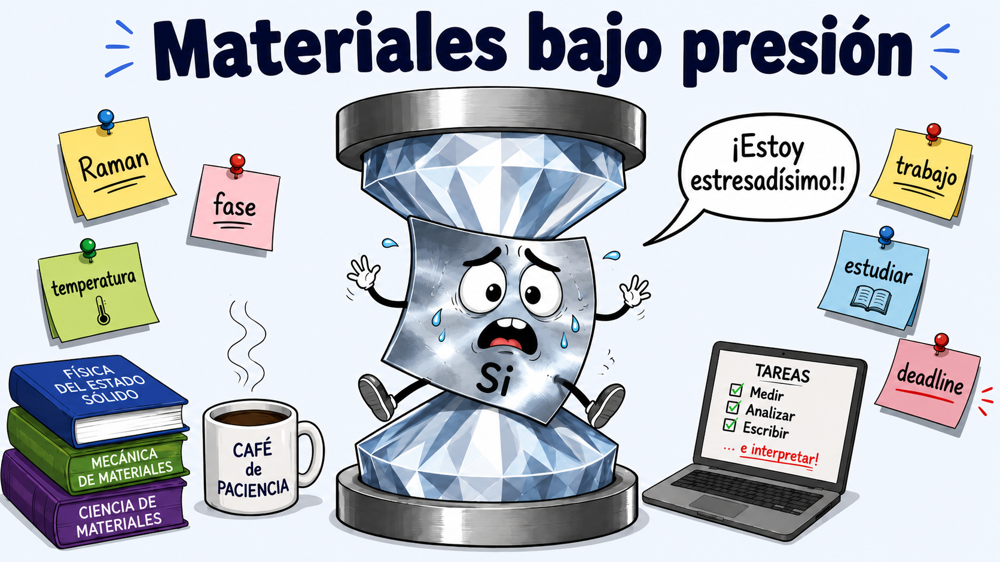 Materiales bajo presión
Raman
fase
temperatura
¡Estoy
estresadísimo!!
trabajo
estudiar
deadline
Si
FÍSICA
DEL ESTADO
SÓLIDO
MECÁNICA
DE MATERIALES
CIENCIA DE
MATERIALES
CAFÉ
de
PACIENCIA
TAREAS
Medir
Analizar
Escribir
... e interpretar!